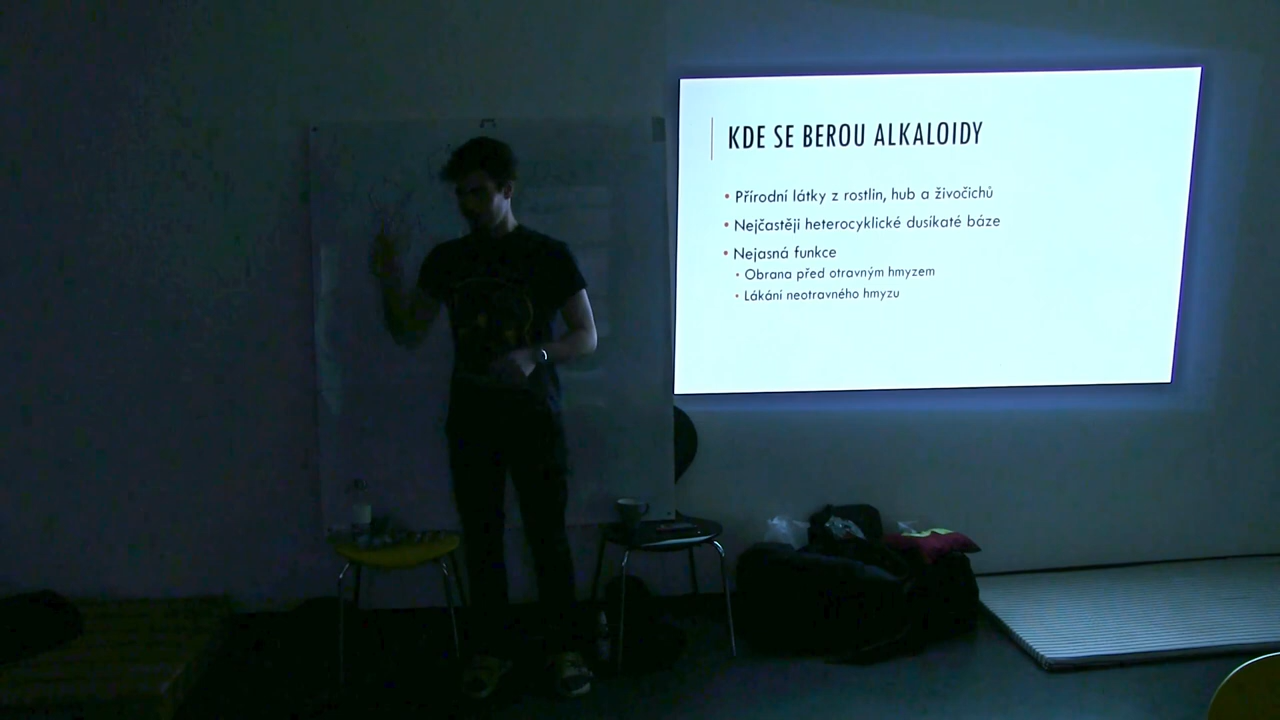 KDE SE BEROU ALKALOIDY
• Přírodní látky z rostlin, hub a živočichů
• Nejčastěji heterocyklické dusíkaté báze
• Nejasná funkce
• Obrana před otravným hmyzem
• Lákání neotravného hmyzu